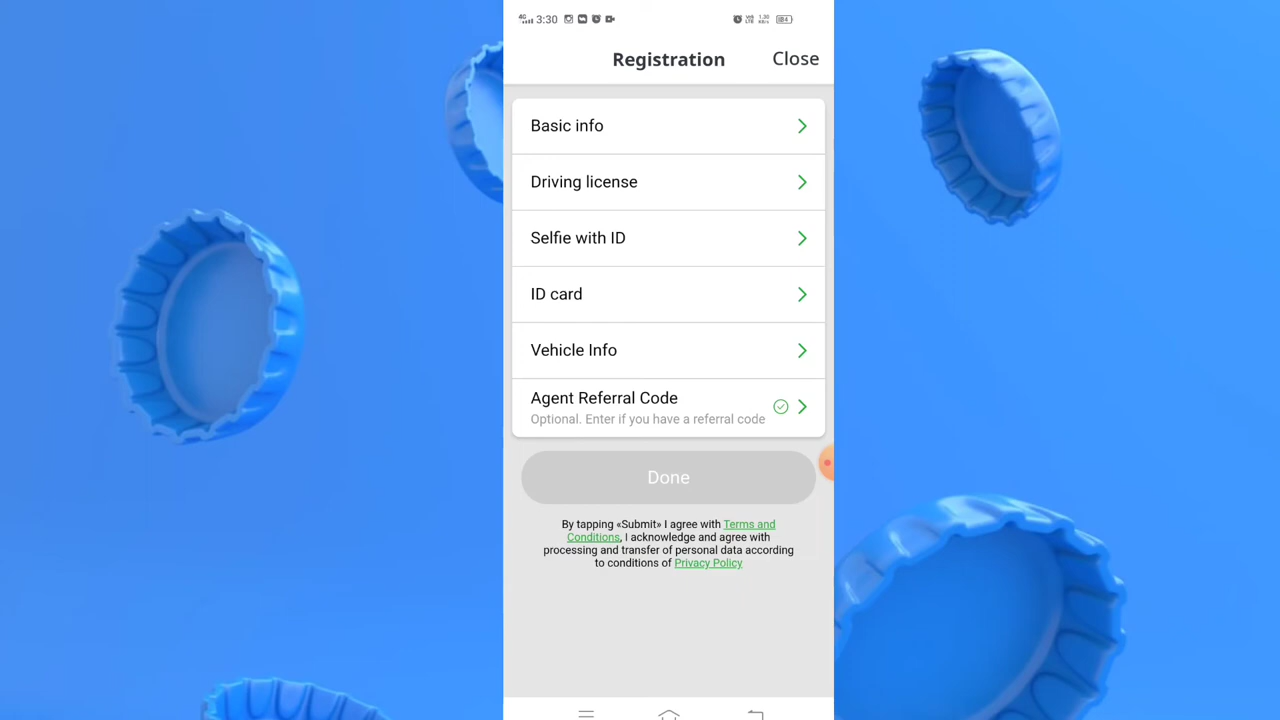 4G 3:30
Registration
Close
Basic info
Driving license
Selfie with ID
ID card
Vehicle Info
Agent Referral Code
Optional. Enter if you have a referral code
Done
By tapping «Submit» I agree with Terms and
Conditions, I acknowledge and agree with
processing and transfer of personal data according
to conditions of Privacy Policy